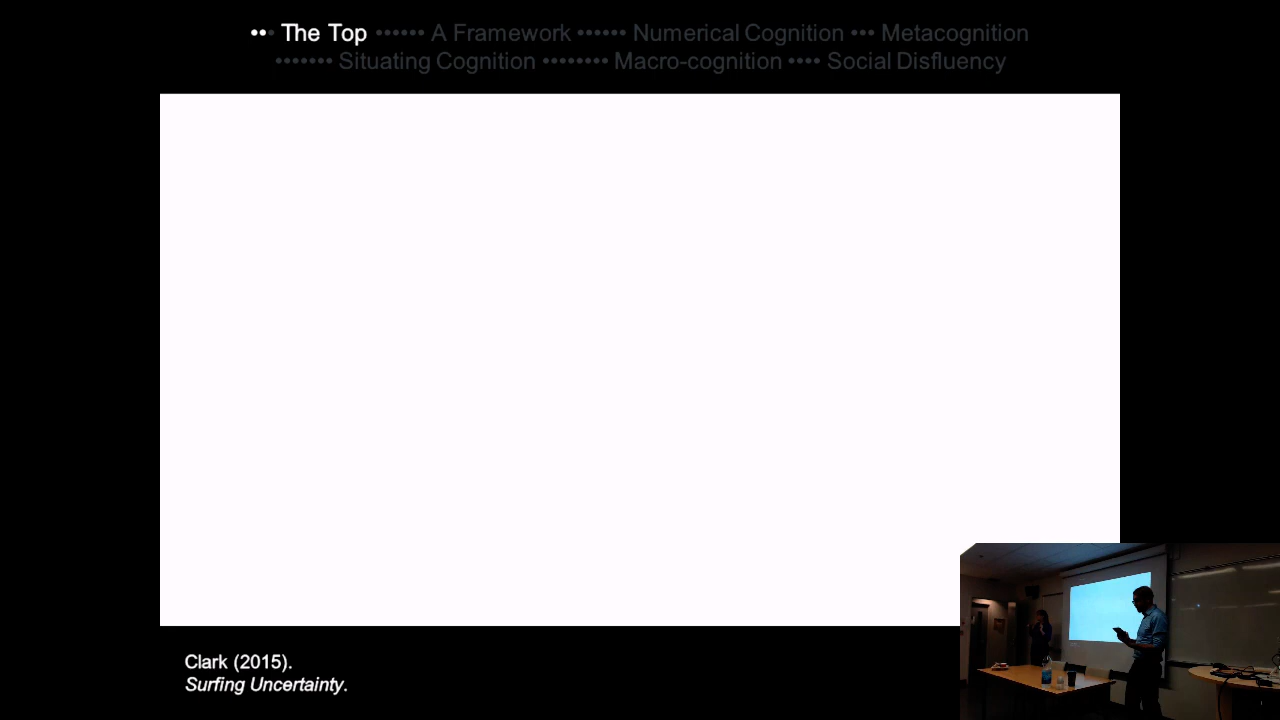 ••• The Top •••••• A Framework •••••• Numerical Cognition ••• Metacognition
••••••• Situating Cognition •••••••• Macro-cognition •••• Social Disfluency
Clark (2015).
Surfing Uncertainty.